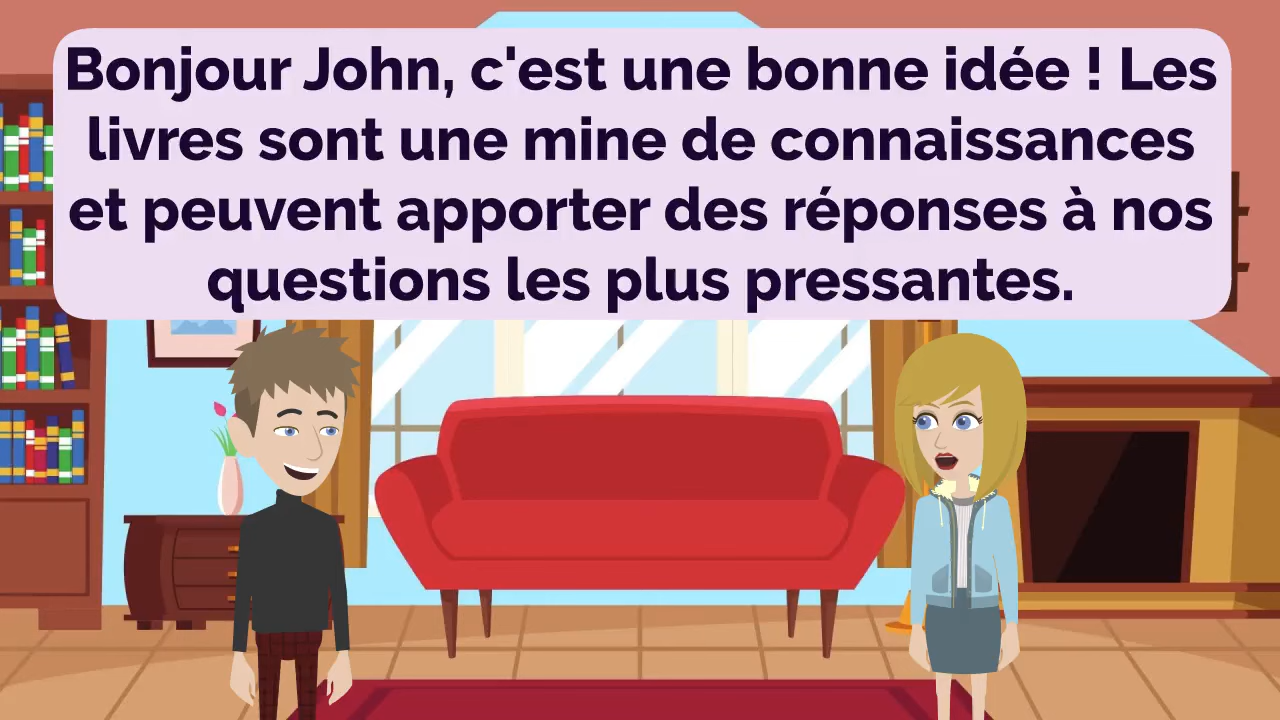 Bonjour John, c'est une bonne idée ! Les
livres sont une mine de connaissances
et peuvent apporter des réponses à nos
questions les plus pressantes.